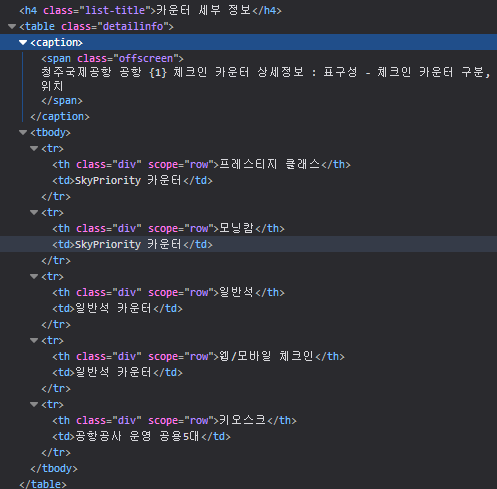 <h4 class="list-title">카운터 세부 정보</h4>
<table class="detailinfo">
<caption>
<span class="offscreen">
청주국제공항 공항 {1} 체크인 카운터 상세정보 : 표구성 - 체크인 카운터 구분,
위치
</span>
</caption>
<tbody>
<tr>
<th class="div" scope="row">프레스티지 클래스</th>
<td>SkyPriority 카운터</td>
</tr>
<tr>
<th class="div" scope="row">모닝캄</th>
<td>SkyPriority 카운터</td>
</tr>
<tr>
<th class="div" scope="row">일반석</th>
<td>일반석 카운터</td>
</tr>
<tr>
<th class="div" scope="row">웹/모바일 체크인</th>
<td>일반석 카운터</td>
</tr>
<tr>
<th class="div" scope="row">키오스크</th>
<td>공항공사 운영 공용5대</td>
</tr>
</tbody>
</table>